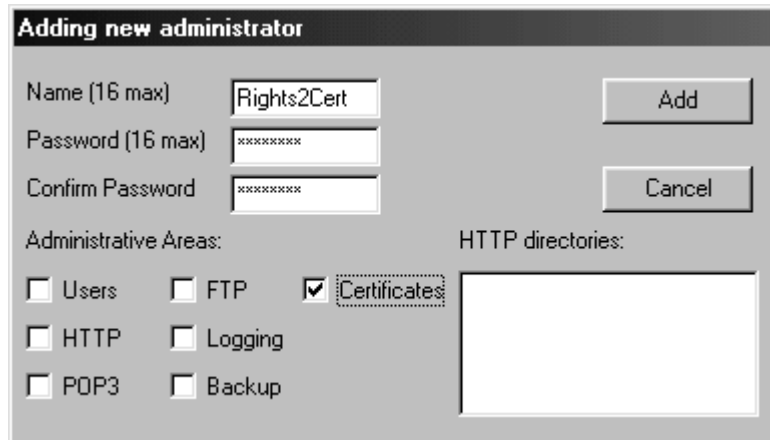 Adding new administrator
Name (16 max) Rights2Cert Add
Password (16 max) ××××××××
Confirm Password ×××××××× Cancel
Administrative Areas: HTTP directories:
Users FTP Certificates
HTTP Logging
POP3 Backup